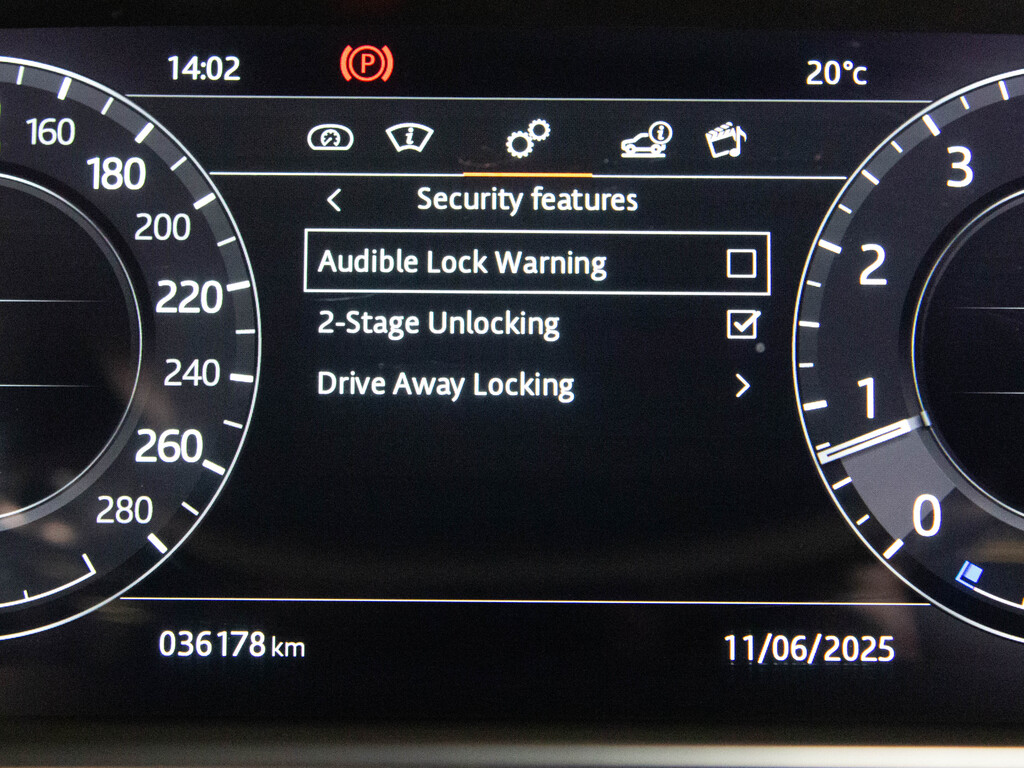 14:02
P
20°C
Security features
Audible Lock Warning
2-Stage Unlocking
Drive Away Locking
160
180
200
220
240
260
280
3
2
1
0
036178 km
11/06/2025